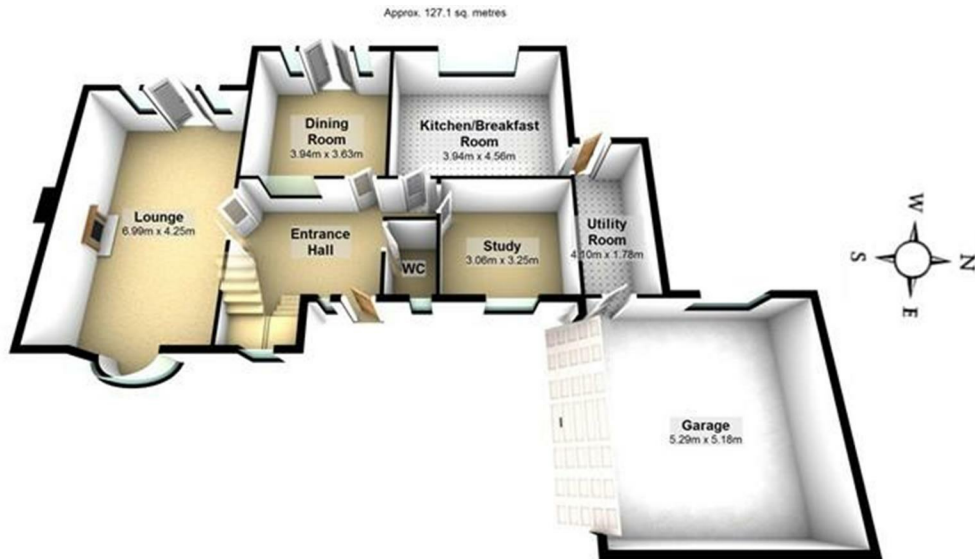 Approx. 127.1 sq. metres
Dining
Room
3.94m x 3.63m
Kitchen/Breakfast
Room
3.94m x 4.56m
Lounge
6.99m x 4.25m
Entrance
Hall
WC
Study
3.06m x 3.25m
Utility
Room
4.10m x 1.78m
W
S
N
E
Garage
5.29m x 5.18m